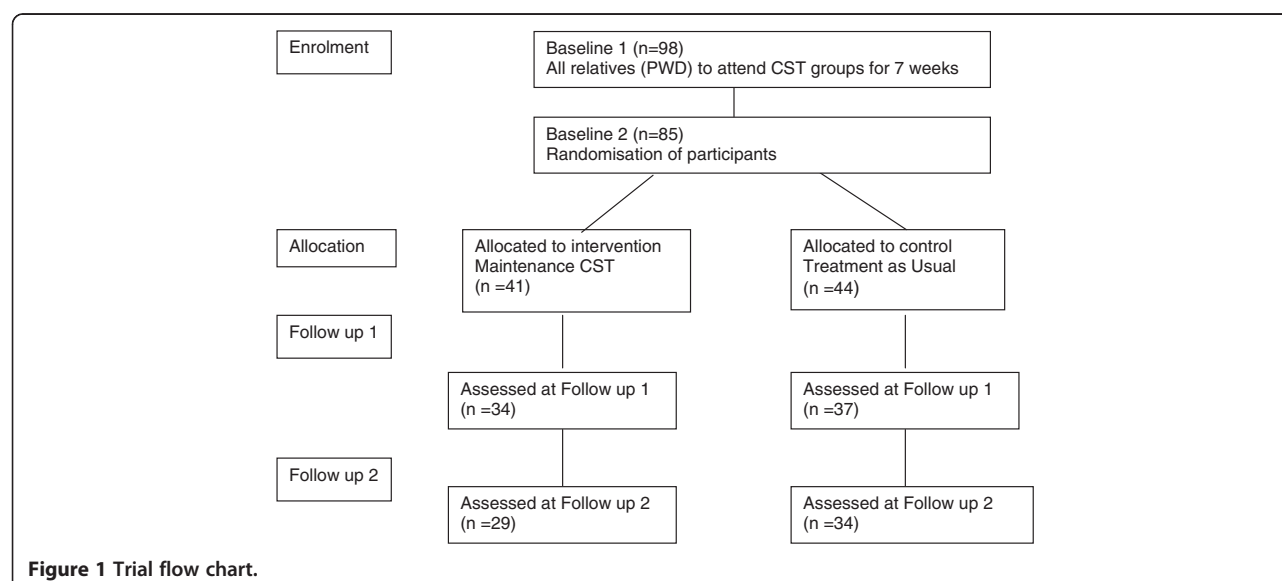 Enrolment
Baseline 1 (n=98)
All relatives (PWD) to attend CST groups for 7 weeks
Baseline 2 (n=85)
Randomisation of participants
Allocation
Allocated to intervention
Maintenance CST
(n =41)
Allocated to control
Treatment as Usual
(n =44)
Follow up 1
Assessed at Follow up 1
(n =34)
Assessed at Follow up 1
(n =37)
Follow up 2
Assessed at Follow up 2
(n =29)
Assessed at Follow up 2
(n =34)
Figure 1 Trial flow chart.